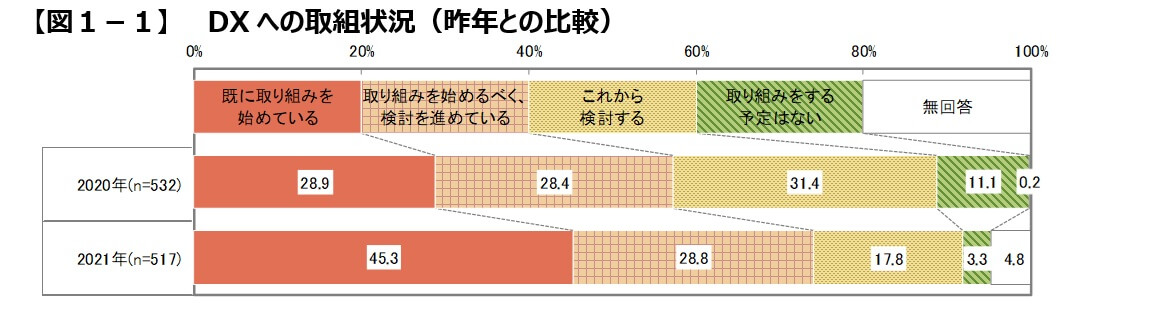 【図１－１】　DXへの取組状況（昨年との比較）
0% 20% 40% 60% 80% 100%
既に取り組みを
始めている
取り組みを始めるべく、
検討を進めている
これから
検討する
取り組みをする
予定はない
無回答
2020年(n=532) 28.9 28.4 31.4 11.1 0.2
2021年(n=517) 45.3 28.8 17.8 3.3 4.8